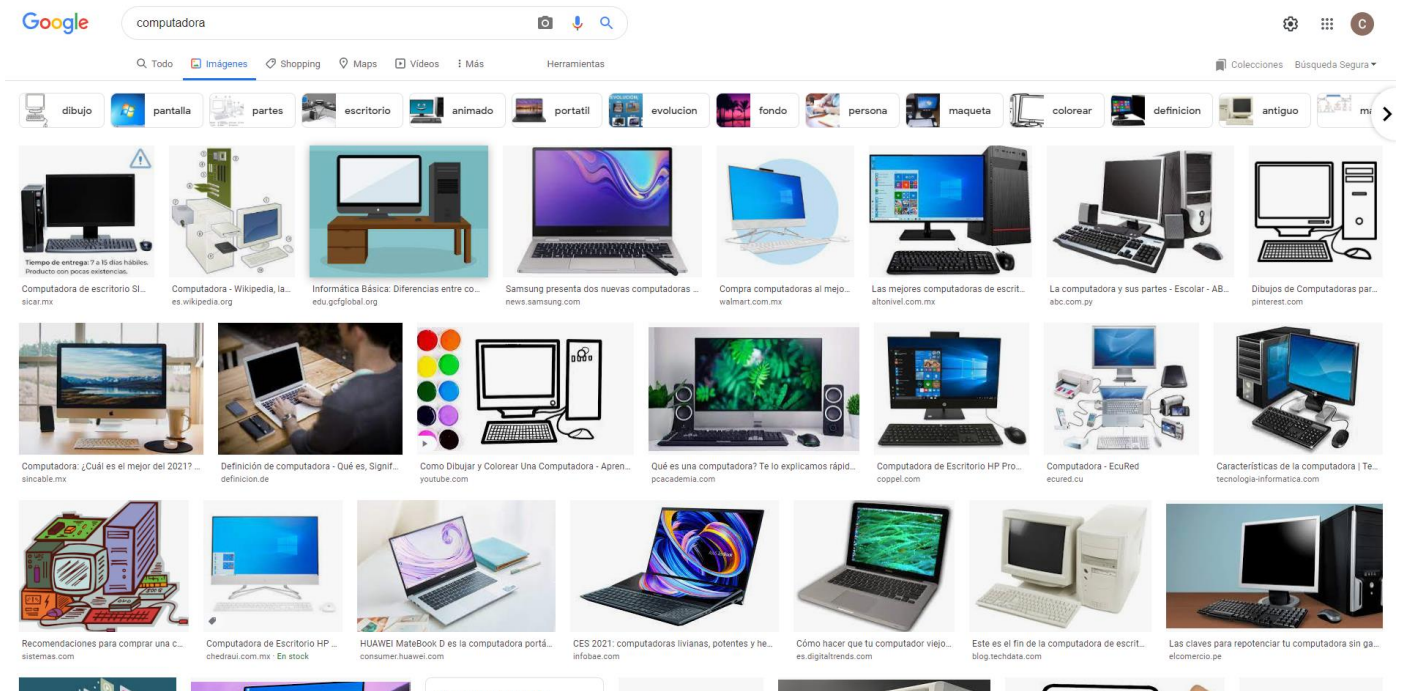 Google
computadora
C
Todo Imágenes Shopping Maps Videos Más Herramientas
Colecciones Búsqueda Segura
dibujo pantalla partes escritorio animado portatil evolucion fondo persona maqueta colorear definicion antiguo
Tiempo de entrega: 7 a 15 días hábiles.
Producto con pocas existencias.
Computadora de escritorio SI...
sicar.mx
Computadora - Wikipedia, la...
es.wikipedia.org
Informática Básica: Diferencias entre co...
edu.gcfglobal.org
Samsung presenta dos nuevas computadoras ...
news.samsung.com
Compra computadoras al mejo...
walmart.com.mx
Las mejores computadoras de escrit...
altonivel.com.mx
La computadora y sus partes - Escolar - AB...
abc.com.py
Dibujos de Computadoras par...
pinterest.com
Computadora: ¿Cuál es el mejor del 2021? ...
sincable.mx
Definición de computadora - Qué es, Signif...
definicion.de
Como Dibujar y Colorear Una Computadora - Apren...
youtube.com
Qué es una computadora? Te lo explicamos rápid...
pcacademia.com
Computadora de Escritorio HP Pro...
coppel.com
Computadora - EcuRed
ecured.cu
Características de la computadora | Te...
tecnologia-informatica.com
Recomendaciones para comprar una c...
sistemas.com
Computadora de Escritorio HP ...
chedraui.com.mx · En stock
HUAWEI MateBook D es la computadora portá...
consumer.huawei.com
CES 2021: computadoras livianas, potentes y he...
infobae.com
Cómo hacer que tu computador viejo...
es.digitaltrends.com
Este es el fin de la computadora de escrit...
blog.techdata.com
Las claves para repotenciar tu computadora sin ga...
elcomercio.pe